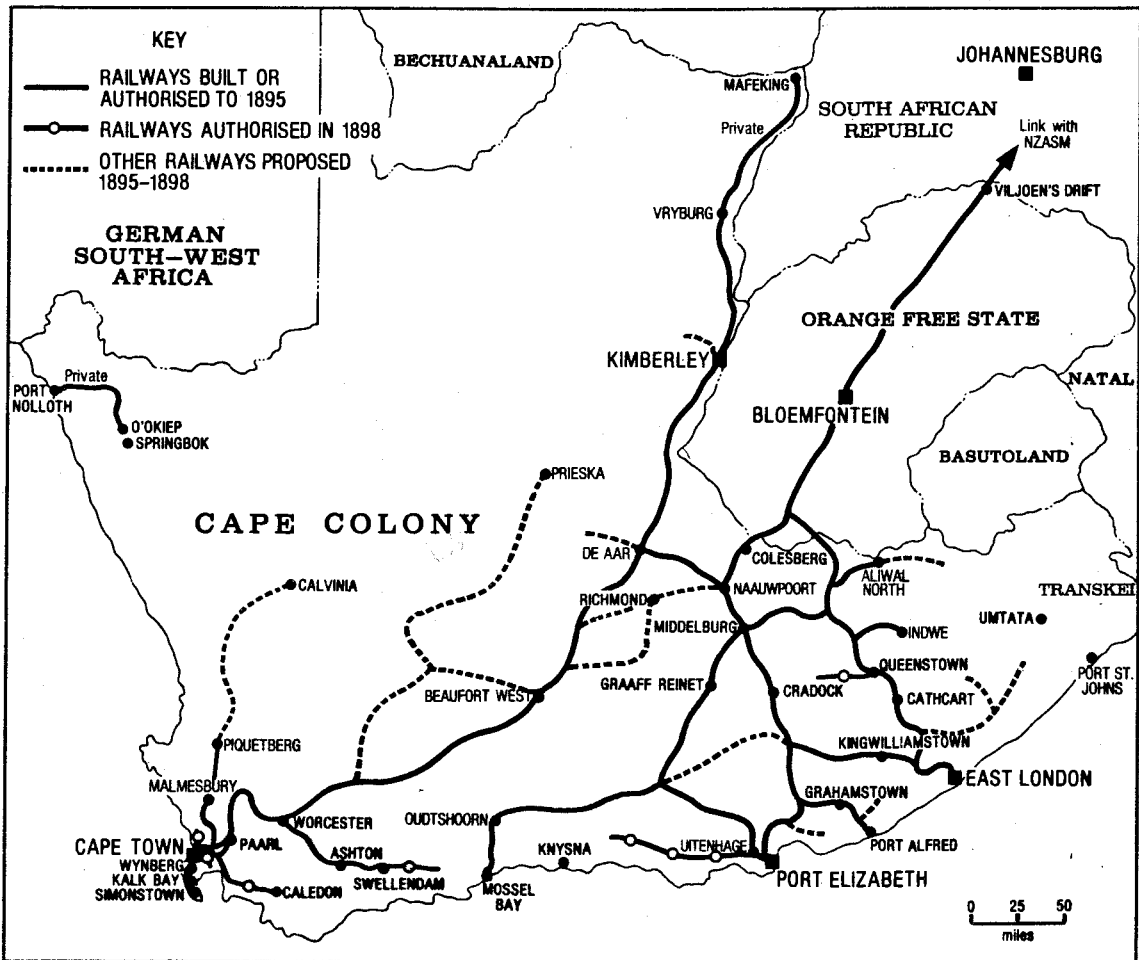 KEY
RAILWAYS BUILT OR
AUTHORISED TO 1895
RAILWAYS AUTHORISED IN 1898
OTHER RAILWAYS PROPOSED
1895–1898
BECHUANALAND
JOHANNESBURG
MAFEKING
SOUTH AFRICAN
REPUBLIC
Private
Link with
NZASM
VILJOEN'S DRIFT
VRYBURG
GERMAN
SOUTH–WEST
AFRICA
ORANGE FREE STATE
KIMBERLEY
NATAL
Private
PORT
NOLLOTH
BLOEMFONTEIN
O'OKIEP
SPRINGBOK
BASUTOLAND
PRIESKA
CAPE COLONY
DE AAR
COLESBERG
ALIWAL
NORTH
CALVINIA
RICHMOND
NAAUWPOORT
TRANSKEI
MIDDELBURG
INDWE
UMTATA
QUEENSTOWN
PORT ST.
JOHNS
BEAUFORT WEST
GRAAFF REINET
CRADOCK
CATHCART
PIQUETBERG
KINGWILLIAMSTOWN
EAST LONDON
MALMESBURY
GRAHAMSTOWN
WORCESTER
OUDTSHOORN
PAARL
CAPE TOWN
UITENHAGE
PORT ALFRED
WYNBERG
ASHTON
KNYSNA
KALK BAY
SWELLENDAM
PORT ELIZABETH
SIMONSTOWN
CALEDON
MOSSEL
BAY
0 25 50
miles